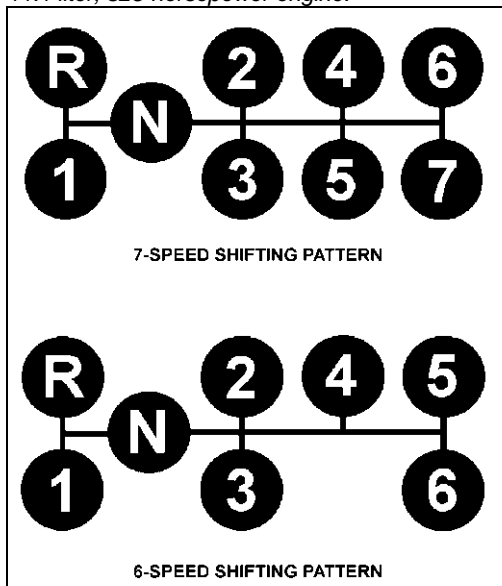 R 2 4 6
N
1 3 5 7
7-SPEED SHIFTING PATTERN
R 2 4 5
N
1 3 6
6-SPEED SHIFTING PATTERN